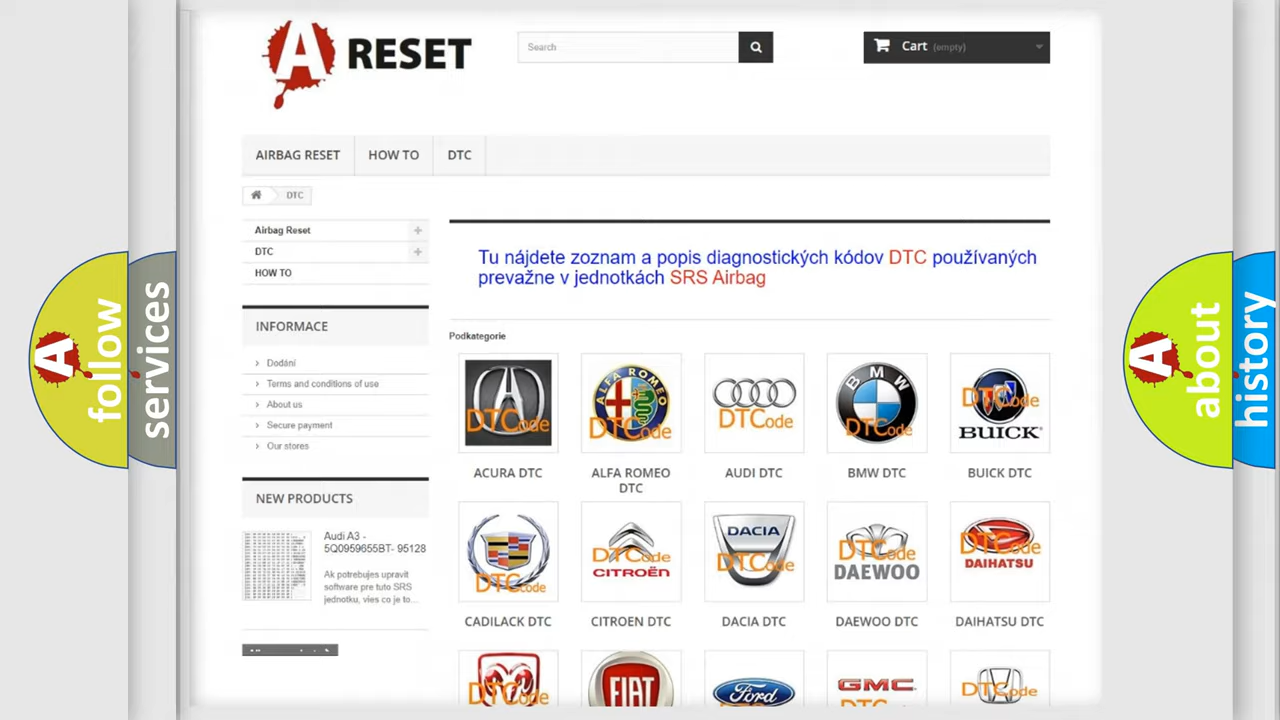 A RESET
Search
Cart (empty)
AIRBAG RESET
HOW TO
DTC
DTC
Airbag Reset
DTC
HOW TO
INFORMACE
Dodání
Terms and conditions of use
About us
Secure payment
Our stores
NEW PRODUCTS
Audi A3 -
5Q0959655BT- 95128
Ak potrebujes upravit
software pre tuto SRS
jednotku, vies co je to...
Tu nájdete zoznam a popis diagnostických kódov DTC používaných
prevažne v jednotkách SRS Airbag
Podkategorie
DTCode
ALFA ROMEO
DTCode
DTCode
BMW
DTCode
DTCode
BUICK
ACURA DTC
ALFA ROMEO
DTC
AUDI DTC
BMW DTC
BUICK DTC
DTCode
DTCode
CITROËN
DACIA
DTCode
DTCode
DAEWOO
DTCode
DAIHATSU
CADILACK DTC
CITROEN DTC
DACIA DTC
DAEWOO DTC
DAIHATSU DTC
DTCode
FIAT
Ford
GMC
DTCode
A
follow
services
A
about
history